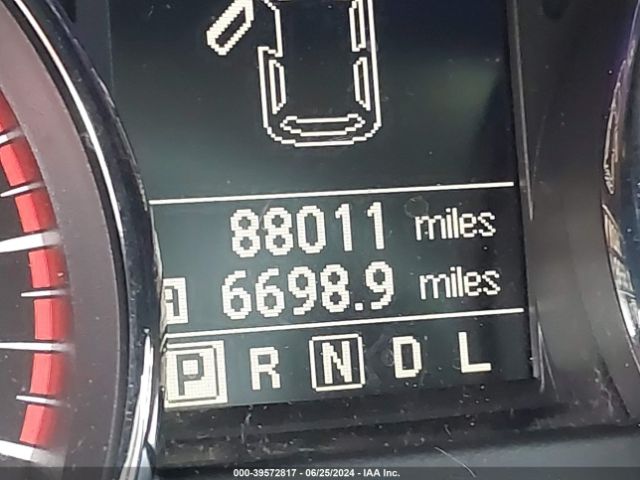 88011 miles
6698.9 miles
P R N D L
000-39572817 - 06/25/2024 - IAA Inc.